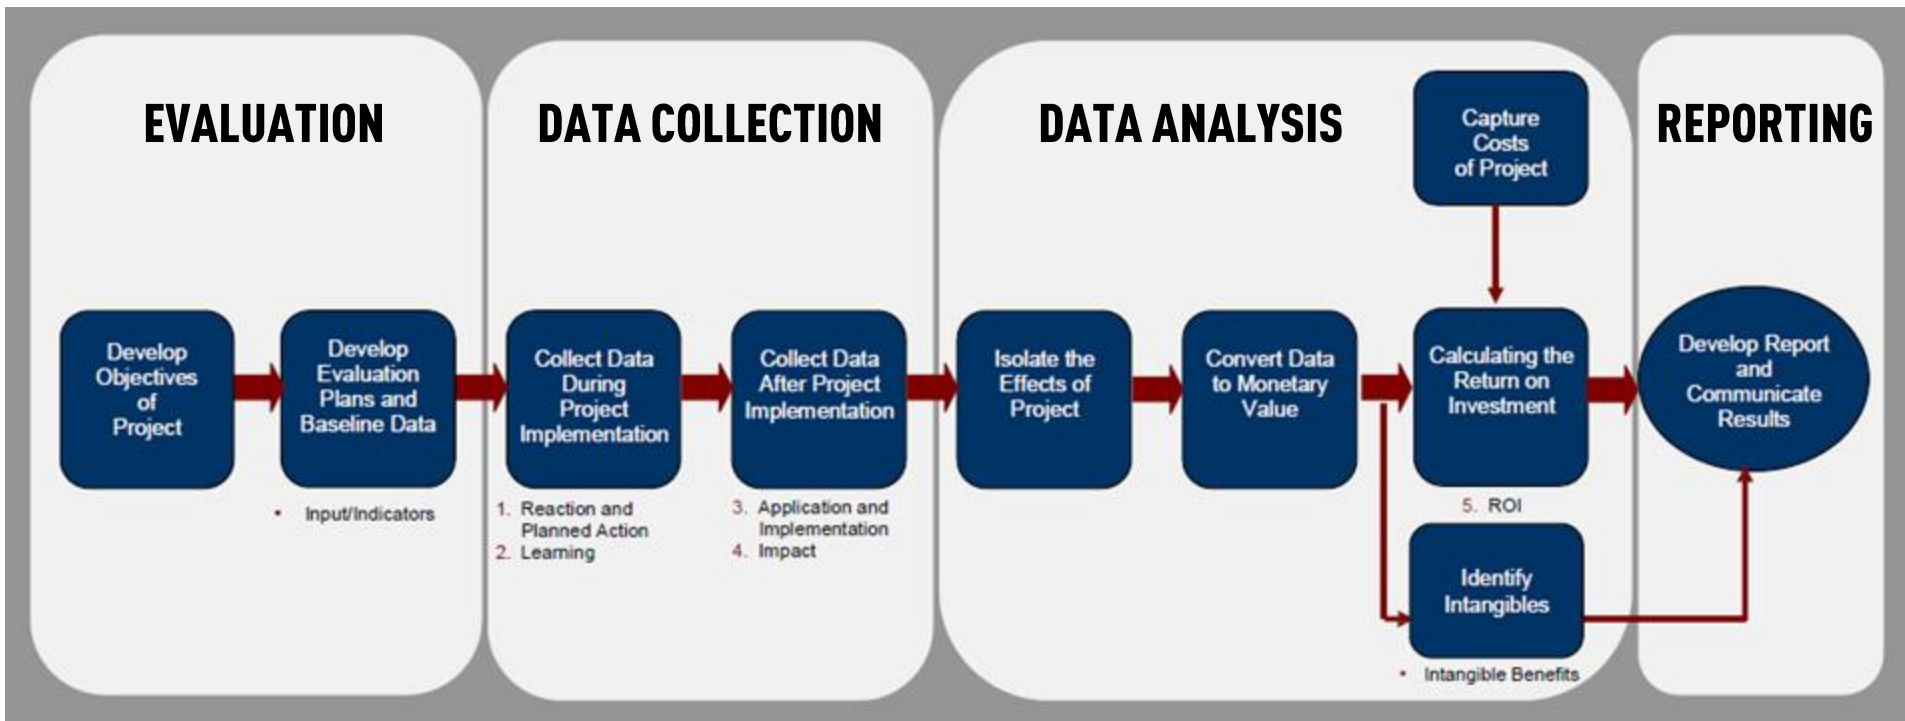 EVALUATION
Develop
Objectives
of
Project
Develop
Evaluation
Plans and
Baseline Data
• Input/Indicators
DATA COLLECTION
Collect Data
During
Project
Implementation
1. Reaction and
Planned Action
2. Learning
Collect Data
After Project
Implementation
3. Application and
Implementation
4. Impact
DATA ANALYSIS
Isolate the
Effects of
Project
Convert Data
to Monetary
Value
Capture
Costs
of Project
Calculating the
Return on
Investment
5. ROI
Identify
Intangibles
• Intangible Benefits
REPORTING
Develop Report
and
Communicate
Results